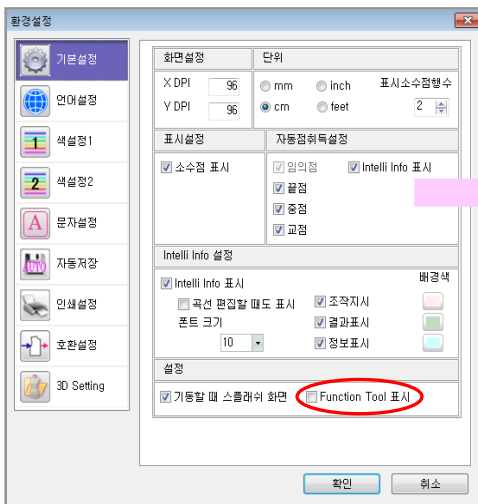 환경설정
기본설정
언어설정
1 색설정1
2 색설정2
A 문자설정
AUTO 자동저장
인쇄설정
호환설정
3D Setting
화면설정 단위
X DPI 96 mm inch 표시소수점행수
Y DPI 96 cm feet 2
표시설정 자동점취득설정
소수점 표시 임의점 Intelli Info 표시
끝점
중점
교점
Intelli Info 설정
Intelli Info 표시 배경색
곡선 편집할 때도 표시 조작지시
폰트 크기 결과표시
10 정보표시
설정
기동할 때 스플래쉬 화면 Function Tool 표시
확인 취소